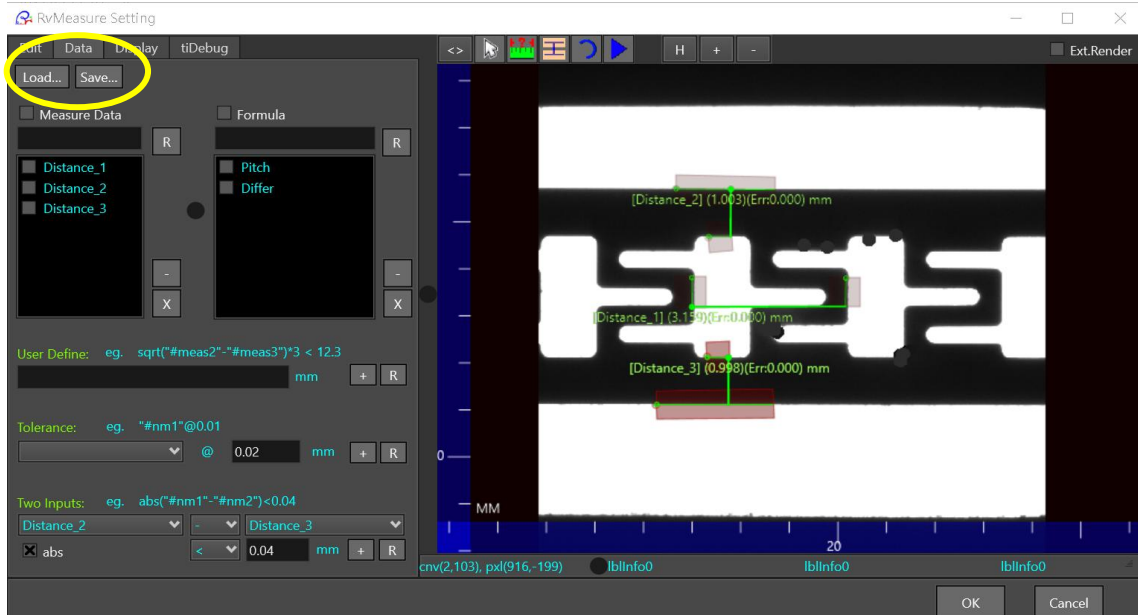 RvMeasure Setting
Edit Data Display tiDebug
<> H + - Ext.Render
Load... Save...
Measure Data Formula
R R
Distance_1 Pitch
Distance_2 Differ
Distance_3
- -
X X
User Define: eg. sqrt("#meas2"-"#meas3")*3 < 12.3
mm + R
Tolerance: eg. "#nm1"@0.01
@ 0.02 mm + R
Two Inputs: eg. abs("#nm1"-"#nm2")<0.04
Distance_2 - Distance_3
abs < 0.04 mm + R
[Distance_2] (1.003)(Err:0.000) mm
[Distance_1] (3.159)(Err:0.000) mm
[Distance_3] (0.998)(Err:0.000) mm
0
MM
20
cnv(2,103), pxl(916,-199) lblInfo0 lblInfo0 lblInfo0
OK Cancel